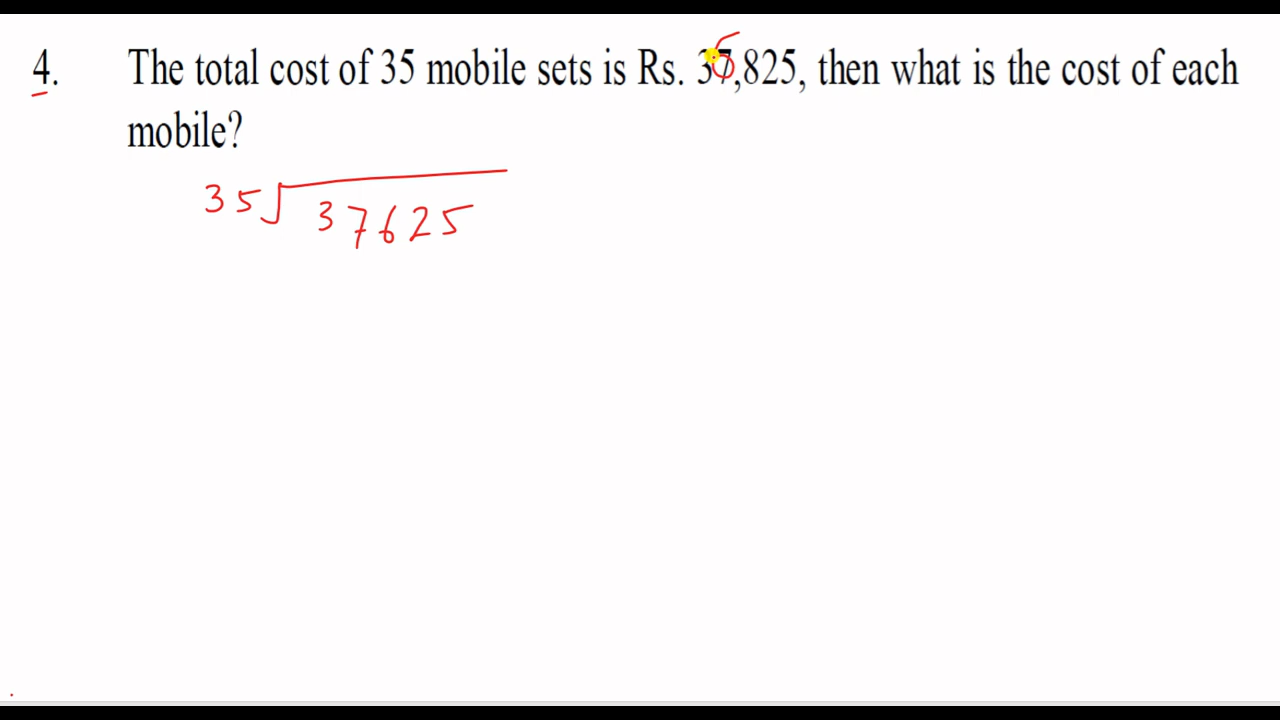 4. The total cost of 35 mobile sets is Rs. 37,825, then what is the cost of each
mobile?
35 37625